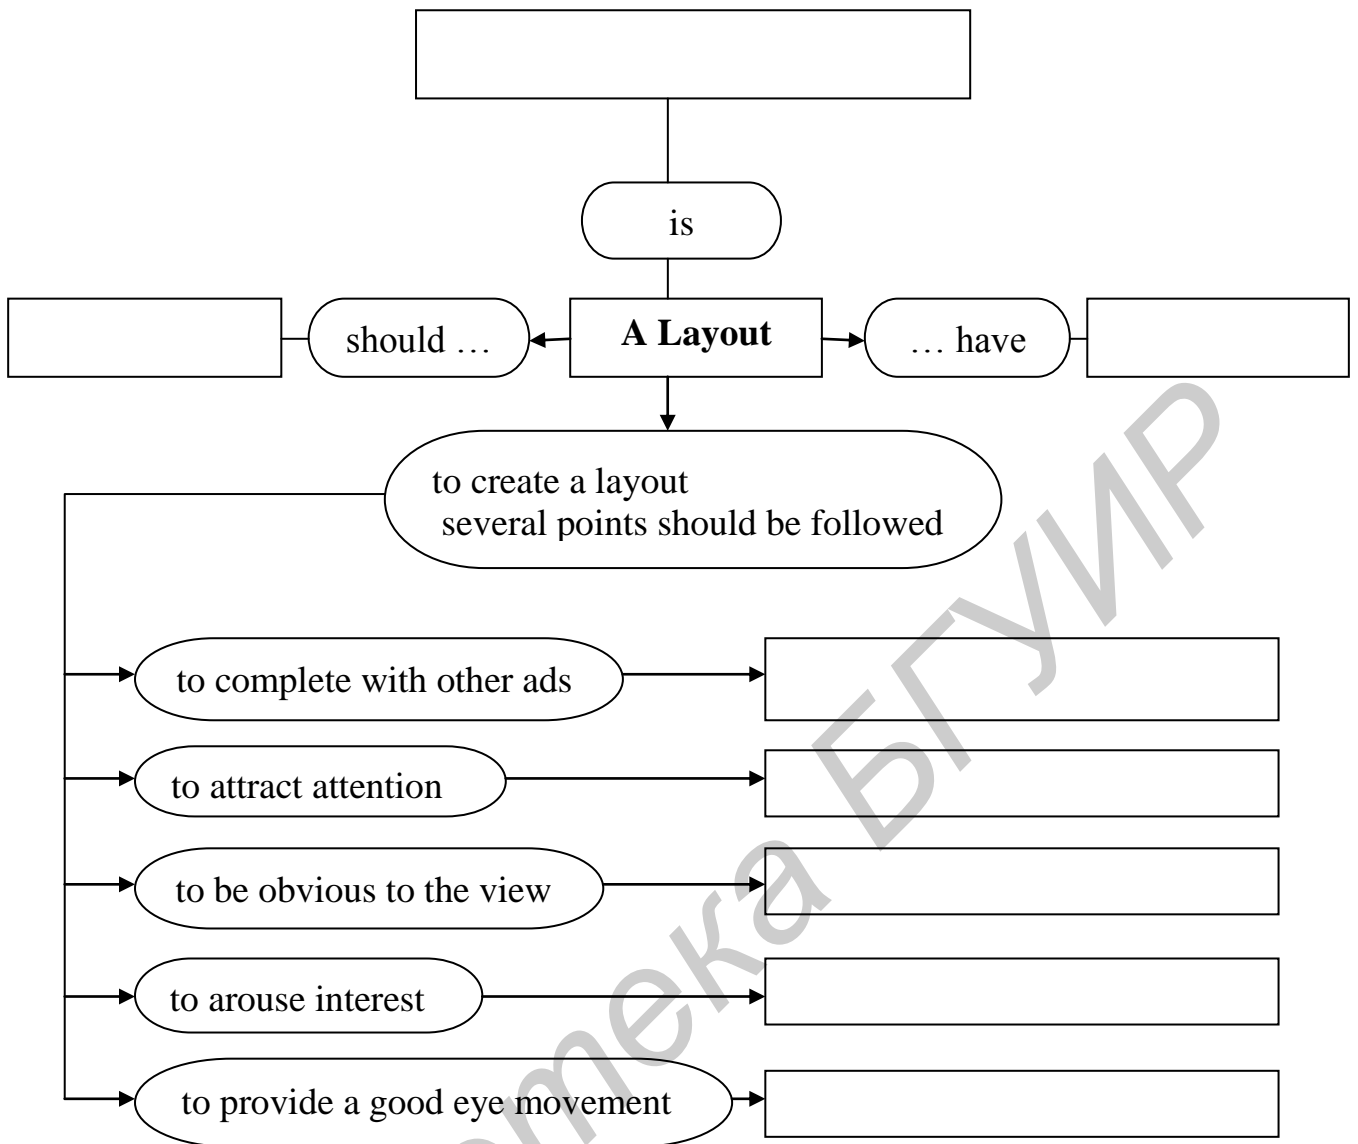 is
should …
A Layout
… have
to create a layout
several points should be followed
to complete with other ads
to attract attention
to be obvious to the view
to arouse interest
to provide a good eye movement
тека БГУИР